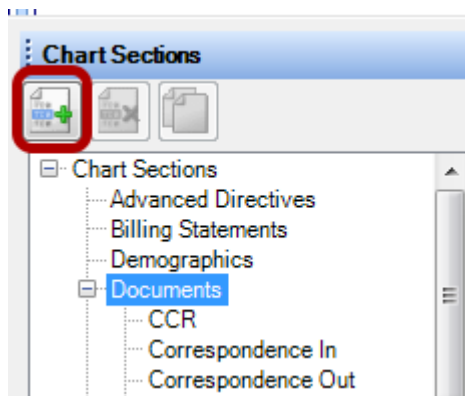 Chart Sections
Chart Sections
Advanced Directives
Billing Statements
Demographics
Documents
CCR
Correspondence In
Correspondence Out